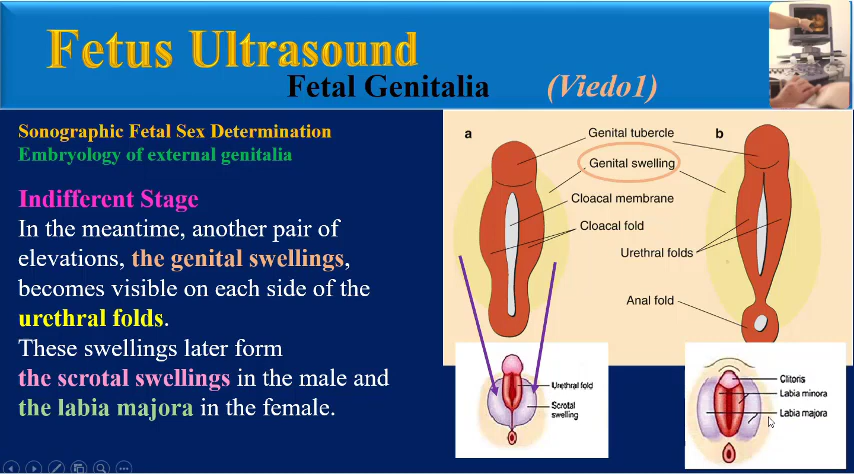 Fetus Ultrasound
Fetal Genitalia (Viedo1)
Sonographic Fetal Sex Determination
Embryology of external genitalia
Indifferent Stage
In the meantime, another pair of
elevations, the genital swellings,
becomes visible on each side of the
urethral folds.
These swellings later form
the scrotal swellings in the male and
the labia majora in the female.
a
b
Genital tubercle
Genital swelling
Cloacal membrane
Cloacal fold
Urethral folds
Anal fold
Urethral fold
Scrotal
swelling
Clitoris
Labia minora
Labia majora